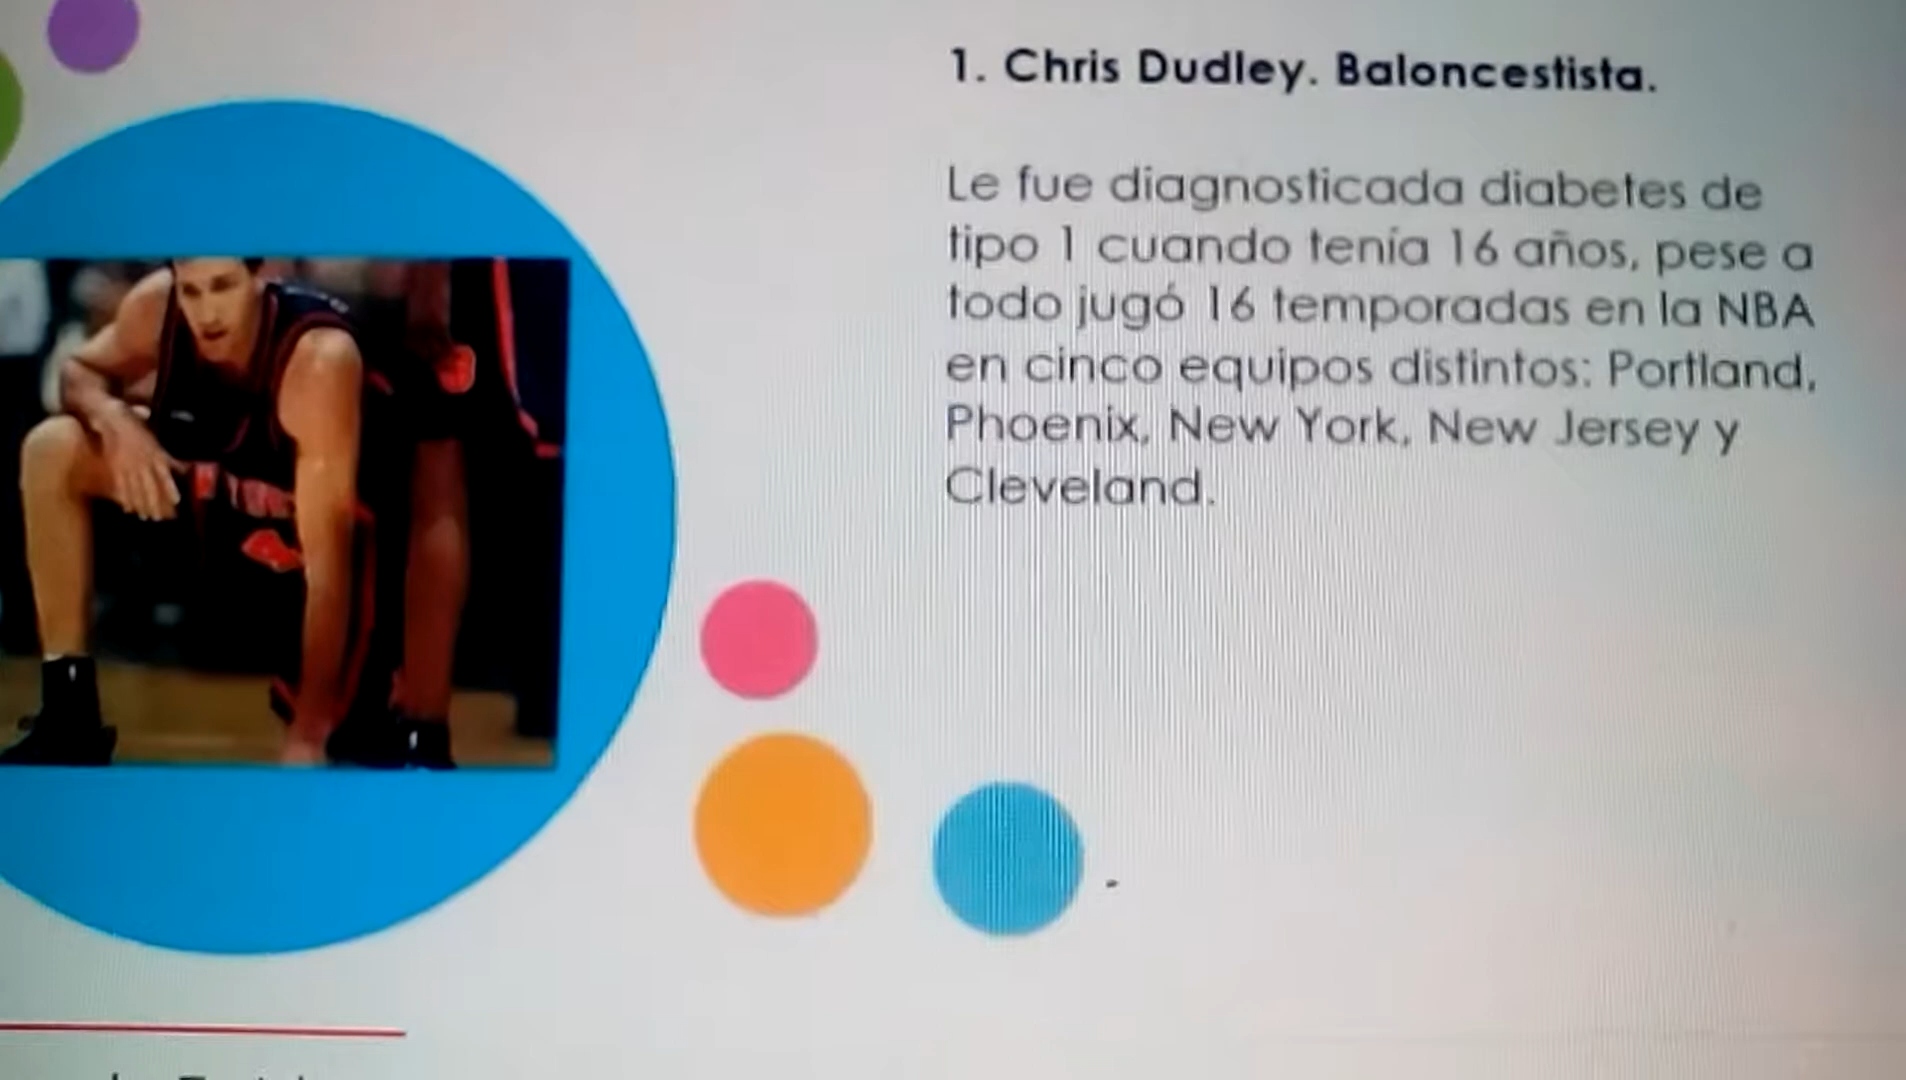 1. Chris Dudley. Baloncestista.
Le fue diagnosticada diabetes de
tipo 1 cuando tenía 16 años, pese a
todo jugó 16 temporadas en la NBA
en cinco equipos distintos: Portland,
Phoenix, New York, New Jersey y
Cleveland.